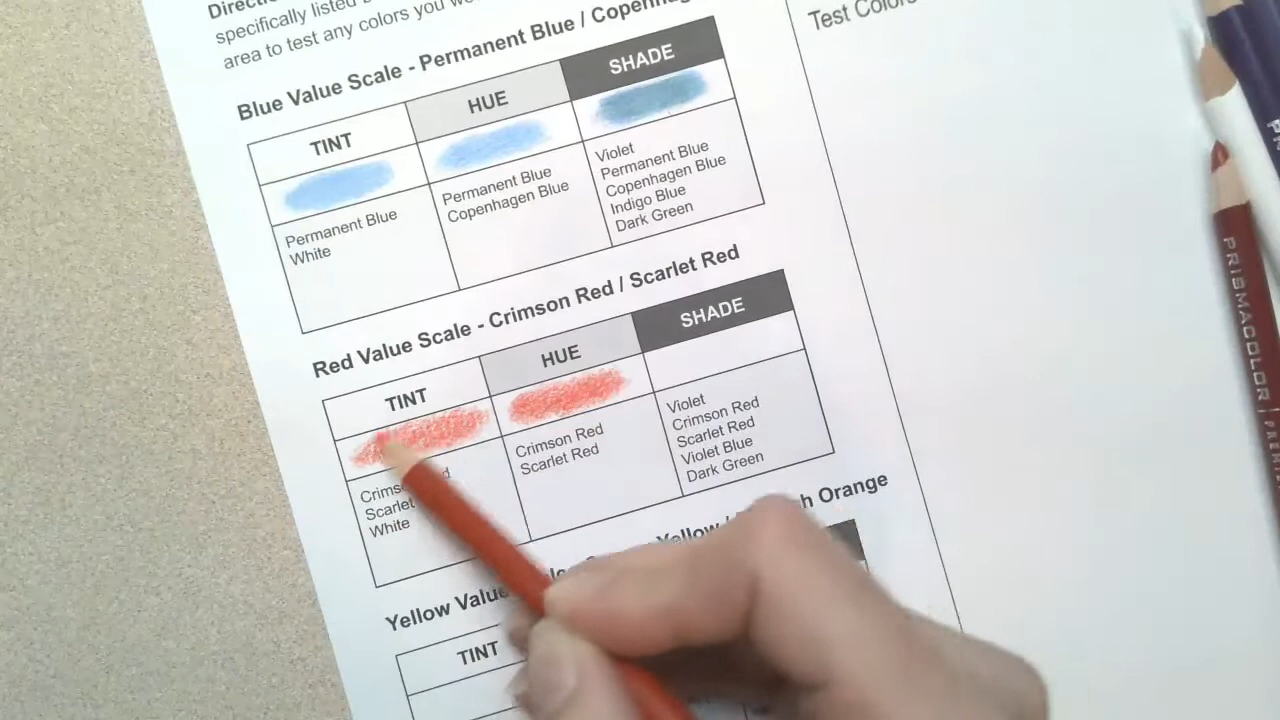 specifically listed
area to test any colors you
Blue Value Scale - Permanent Blue /
TINT
HUE
SHADE
Permanent Blue
White
Permanent Blue
Copenhagen Blue
Violet
Permanent Blue
Copenhagen Blue
Indigo Blue
Dark Green
Red Value Scale - Crimson Red / Scarlet Red
TINT
HUE
SHADE
Scarlet
White
Crimson Red
Scarlet Red
Violet
Crimson Red
Scarlet Red
Violet Blue
Dark Green
Yellow Value Yellow / Orange
TINT
Test Colors
PRISMACOLOR